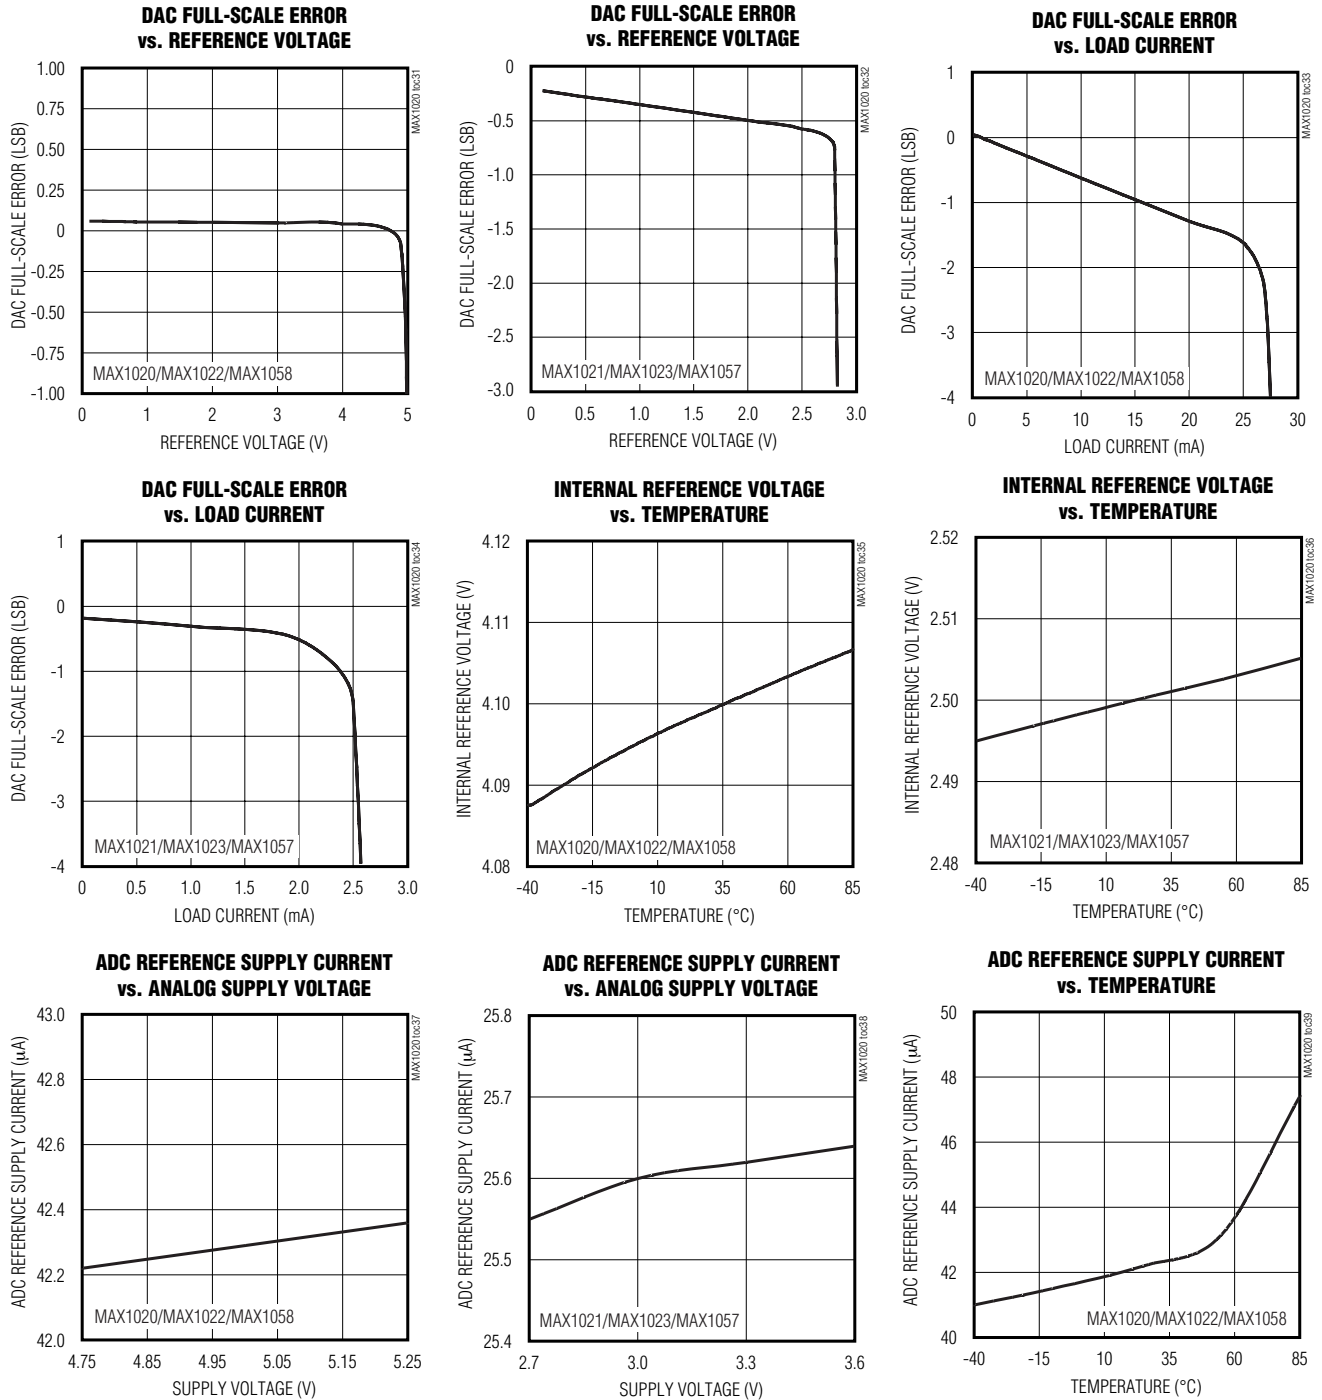 DAC FULL-SCALE ERROR
vs. REFERENCE VOLTAGE
1.00
0.75
0.50
0.25
0
-0.25
-0.50
-0.75
-1.00
DAC FULL-SCALE ERROR (LSB)
MAX1020 toc31
MAX1020/MAX1022/MAX1058
0 1 2 3 4 5
REFERENCE VOLTAGE (V)
DAC FULL-SCALE ERROR
vs. REFERENCE VOLTAGE
0
-0.5
-1.0
-1.5
-2.0
-2.5
-3.0
DAC FULL-SCALE ERROR (LSB)
MAX1020 toc32
MAX1021/MAX1023/MAX1057
0 0.5 1.0 1.5 2.0 2.5 3.0
REFERENCE VOLTAGE (V)
DAC FULL-SCALE ERROR
vs. LOAD CURRENT
1
0
-1
-2
-3
-4
DAC FULL-SCALE ERROR (LSB)
MAX1020 toc33
MAX1020/MAX1022/MAX1058
0 5 10 15 20 25 30
LOAD CURRENT (mA)
DAC FULL-SCALE ERROR
vs. LOAD CURRENT
1
0
-1
-2
-3
-4
DAC FULL-SCALE ERROR (LSB)
MAX1020 toc34
MAX1021/MAX1023/MAX1057
0 0.5 1.0 1.5 2.0 2.5 3.0
LOAD CURRENT (mA)
INTERNAL REFERENCE VOLTAGE
vs. TEMPERATURE
4.12
4.11
4.10
4.09
4.08
INTERNAL REFERENCE VOLTAGE (V)
MAX1020 toc35
MAX1020/MAX1022/MAX1058
-40 -15 10 35 60 85
TEMPERATURE (°C)
INTERNAL REFERENCE VOLTAGE
vs. TEMPERATURE
2.52
2.51
2.50
2.49
2.48
INTERNAL REFERENCE VOLTAGE (V)
MAX1020 toc36
MAX1021/MAX1023/MAX1057
-40 -15 10 35 60 85
TEMPERATURE (°C)
ADC REFERENCE SUPPLY CURRENT
vs. ANALOG SUPPLY VOLTAGE
43.0
42.8
42.6
42.4
42.2
42.0
ADC REFERENCE SUPPLY CURRENT (µA)
MAX1020 toc37
MAX1020/MAX1022/MAX1058
4.75 4.85 4.95 5.05 5.15 5.25
SUPPLY VOLTAGE (V)
ADC REFERENCE SUPPLY CURRENT
vs. ANALOG SUPPLY VOLTAGE
25.8
25.7
25.6
25.5
25.4
ADC REFERENCE SUPPLY CURRENT (µA)
MAX1020 toc38
MAX1021/MAX1023/MAX1057
2.7 3.0 3.3 3.6
SUPPLY VOLTAGE (V)
ADC REFERENCE SUPPLY CURRENT
vs. TEMPERATURE
50
48
46
44
42
40
ADC REFERENCE SUPPLY CURRENT (µA)
MAX1020 toc39
MAX1020/MAX1022/MAX1058
-40 -15 10 35 60 85
TEMPERATURE (°C)